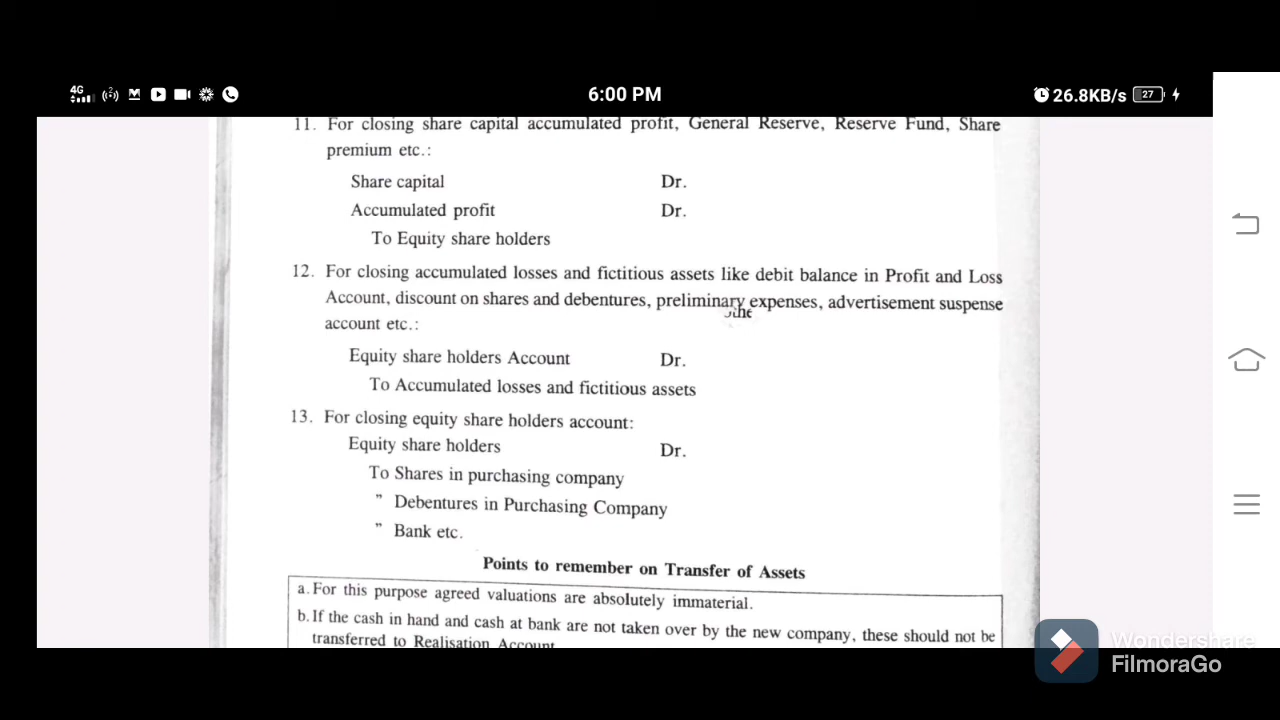 4G
6:00 PM
26.8KB/s 27
11. For closing share capital accumulated profit, General Reserve, Reserve Fund, Share
premium etc.:
Share capital Dr.
Accumulated profit Dr.
To Equity share holders
12. For closing accumulated losses and fictitious assets like debit balance in Profit and Loss
Account, discount on shares and debentures, preliminary expenses, advertisement suspense
account etc.:
Equity share holders Account Dr.
To Accumulated losses and fictitious assets
13. For closing equity share holders account:
Equity share holders Dr.
To Shares in purchasing company
” Debentures in Purchasing Company
” Bank etc.
Points to remember on Transfer of Assets
a. For this purpose agreed valuations are absolutely immaterial.
b. If the cash in hand and cash at bank are not taken over by the new company, these should not be
transferred to Realisation Account
Wondershare
FilmoraGo